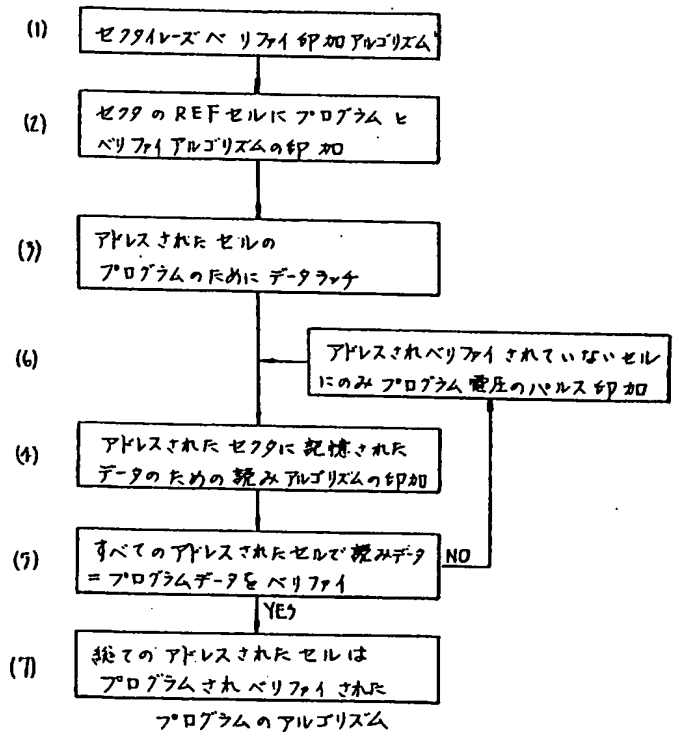 (1)
セクタイレーズベリファイ印加アルゴリズム
(2)
セクタのREFセルにプログラムと
ベリファイアルゴリズムの印加
(3)
アドレスされたセルの
プログラムのためにデータラッチ
(6)
アドレスされベリファイされていないセル
にのみプログラム電圧のパルス印加
(4)
アドレスされたセクタに記憶された
データのための読みアルゴリズムの印加
(5)
すべてのアドレスされたセルで読みデータ
=プログラムデータをベリファイ
NO
YES
(7)
総てのアドレスされたセルは
プログラムされベリファイされた
プログラムのアルゴリズム